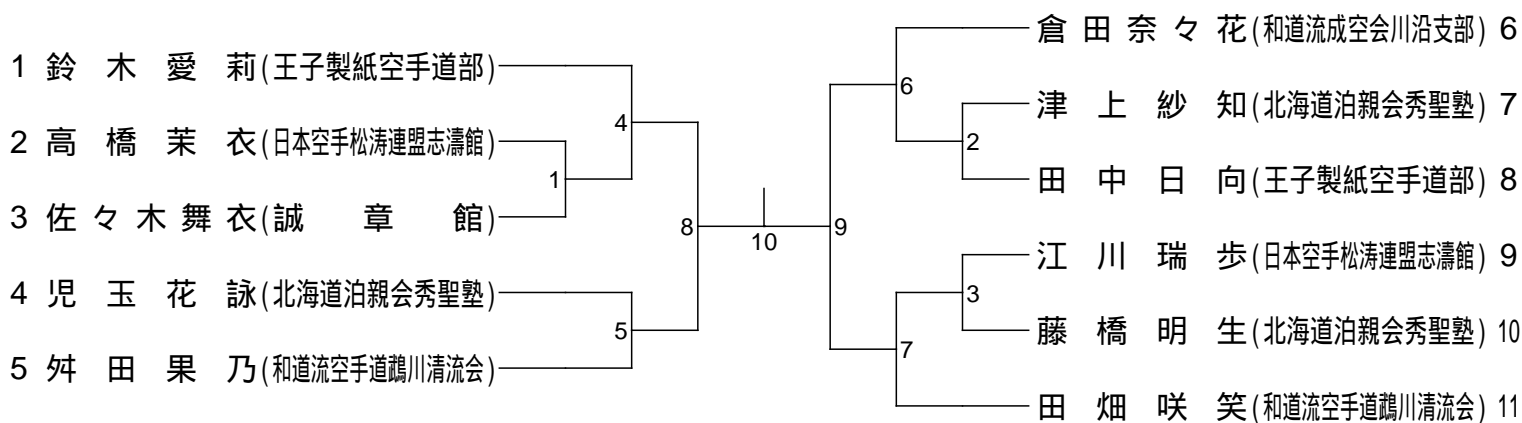 1 鈴木愛莉(王子製紙空手道部)
2 高橋茉衣(日本空手松涛連盟志濤館)
3 佐々木舞衣(誠章館)
4 児玉花詠(北海道泊親会秀聖塾)
5 舛田果乃(和道流空手道鵡川清流会)
4
1
8
5
10
倉田奈々花(和道流成空会川沿支部) 6
津上紗知(北海道泊親会秀聖塾) 7
田中日向(王子製紙空手道部) 8
江川瑞歩(日本空手松涛連盟志濤館) 9
藤橋明生(北海道泊親会秀聖塾) 10
田畑咲笑(和道流空手道鵡川清流会) 11
6
2
9
3
7